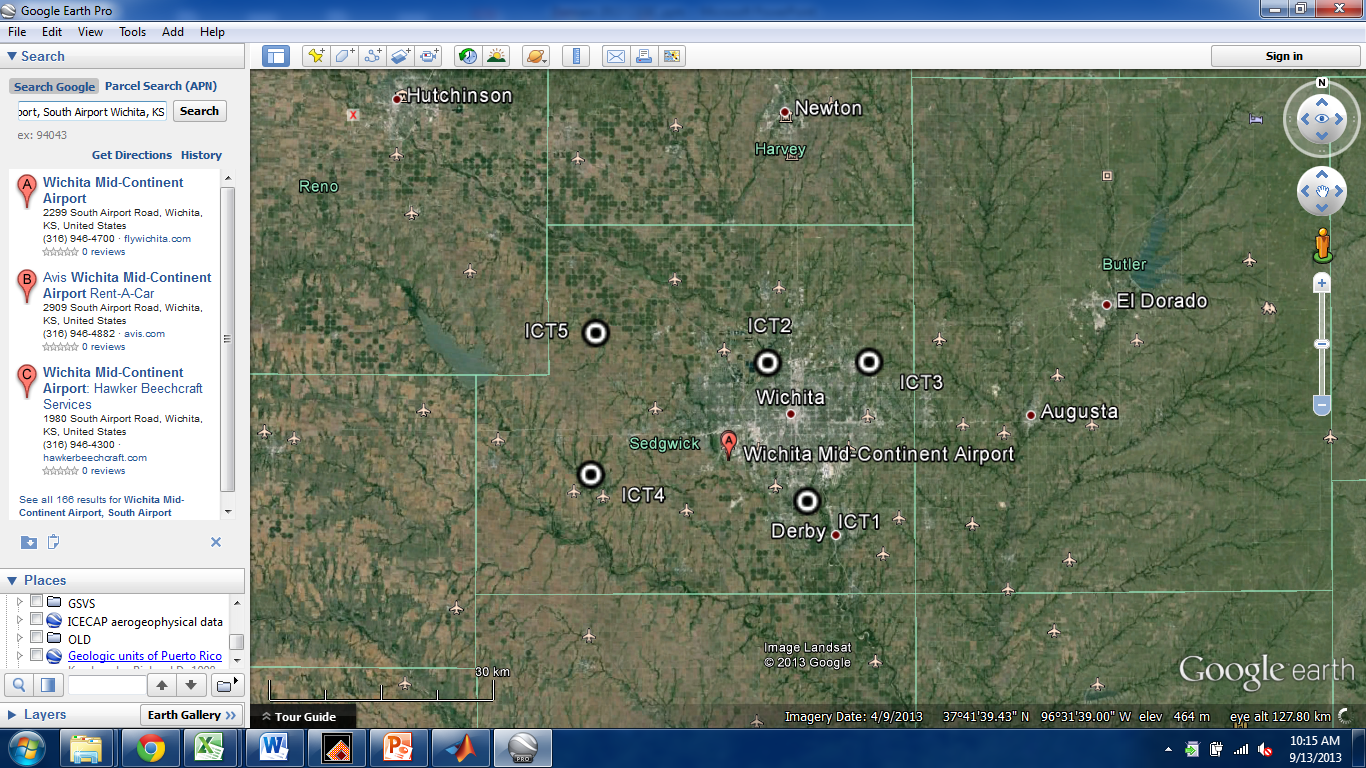 Google Earth Pro
File Edit View Tools Add Help
Search
Search Google Parcel Search (APN)
port, South Airport Wichita, KS Search
ex: 94043
Get Directions History
A
Wichita Mid-Continent
Airport
2299 South Airport Road, Wichita,
KS, United States
(316) 946-4700 · flywichita.com
0 reviews
B
Avis Wichita Mid-Continent
Airport Rent-A-Car
2909 South Airport Road, Wichita,
KS, United States
(316) 946-4882 · avis.com
0 reviews
C
Wichita Mid-Continent
Airport: Hawker Beechcraft
Services
1980 South Airport Road, Wichita,
KS, United States
(316) 946-4300 ·
hawkerbeechcraft.com
0 reviews
See all 166 results for Wichita Mid-
Continent Airport, South Airport
Places
GSVS
ICECAP aerogeophysical data
OLD
Geologic units of Puerto Rico
Layers Earth Gallery >>
Sign in
N
Hutchinson
Newton
Harvey
Reno
Butler
El Dorado
ICT5
ICT2
ICT3
Wichita
Augusta
Sedgwick
A
Wichita Mid-Continent Airport
ICT4
ICT1
Derby
Image Landsat
© 2013 Google
30 km
Google earth
Tour Guide
Imagery Date: 4/9/2013 37°41'39.43" N 96°31'39.00" W elev 464 m eye alt 127.80 km
PRO
10:15 AM
9/13/2013